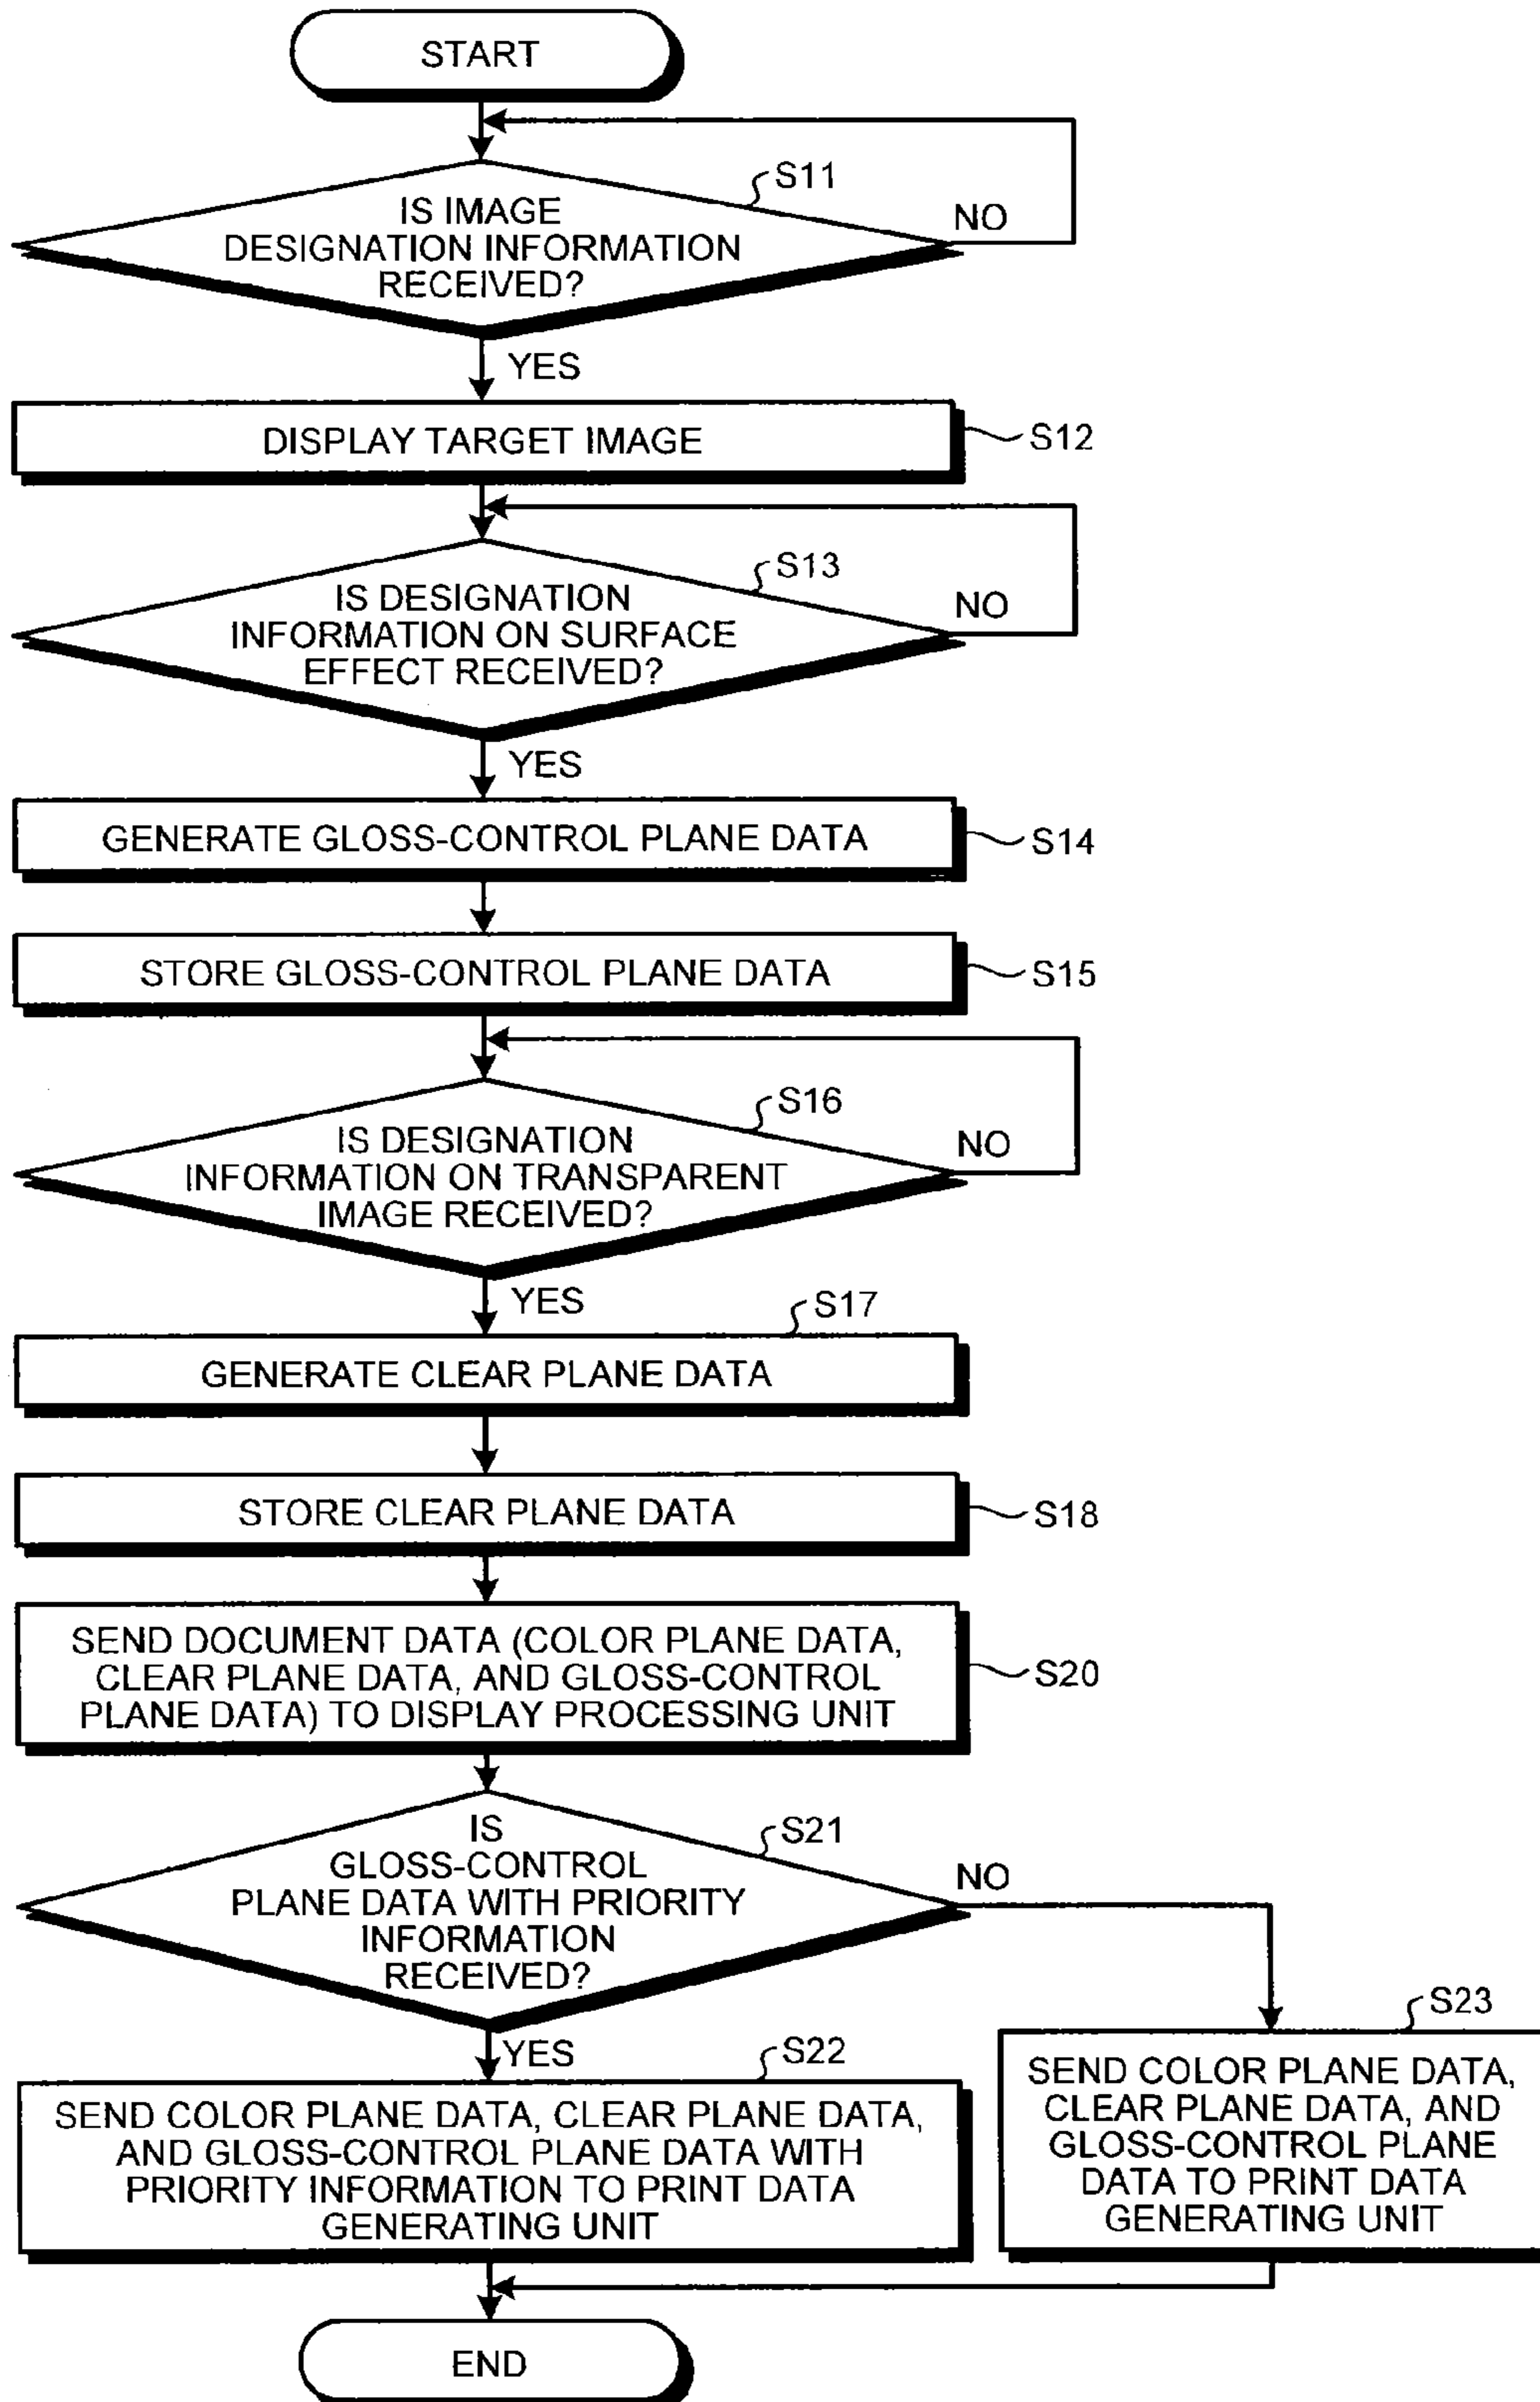 START
S11
IS IMAGE
DESIGNATION INFORMATION
RECEIVED?
NO
YES
DISPLAY TARGET IMAGE
S12
S13
IS DESIGNATION
INFORMATION ON SURFACE
EFFECT RECEIVED?
NO
YES
GENERATE GLOSS-CONTROL PLANE DATA
S14
STORE GLOSS-CONTROL PLANE DATA
S15
S16
IS DESIGNATION
INFORMATION ON TRANSPARENT
IMAGE RECEIVED?
NO
YES
S17
GENERATE CLEAR PLANE DATA
STORE CLEAR PLANE DATA
S18
SEND DOCUMENT DATA (COLOR PLANE DATA,
CLEAR PLANE DATA, AND GLOSS-CONTROL
PLANE DATA) TO DISPLAY PROCESSING UNIT
S20
S21
IS
GLOSS-CONTROL
PLANE DATA WITH PRIORITY
INFORMATION
RECEIVED?
NO
YES
S22
SEND COLOR PLANE DATA, CLEAR PLANE DATA,
AND GLOSS-CONTROL PLANE DATA WITH
PRIORITY INFORMATION TO PRINT DATA
GENERATING UNIT
S23
SEND COLOR PLANE DATA,
CLEAR PLANE DATA, AND
GLOSS-CONTROL PLANE
DATA TO PRINT DATA
GENERATING UNIT
END